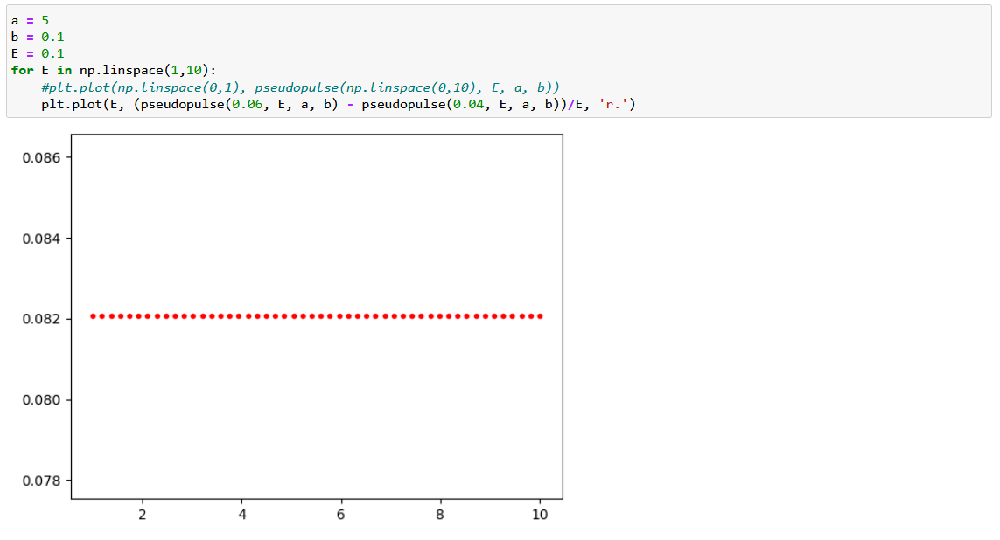 a = 5
b = 0.1
E = 0.1
for E in np.linspace(1,10):
    #plt.plot(np.linspace(0,1), pseudopulse(np.linspace(0,10), E, a, b))
    plt.plot(E, (pseudopulse(0.06, E, a, b) - pseudopulse(0.04, E, a, b))/E, 'r.')
0.086
0.084
0.082
0.080
0.078
2 4 6 8 10